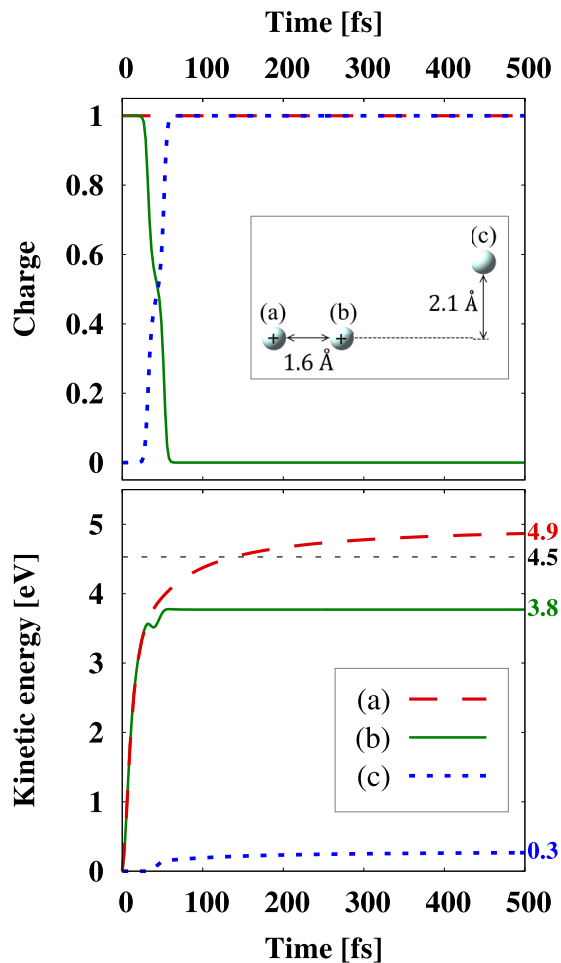 Time [fs]
0 100 200 300 400 500
Charge
1
0.8
0.6
0.4
0.2
0
(a)
(b)
(c)
+
+
1.6 Å
2.1 Å
Kinetic energy [eV]
5
4
3
2
1
0
4.9
4.5
3.8
0.3
(a)
(b)
(c)
0 100 200 300 400 500
Time [fs]